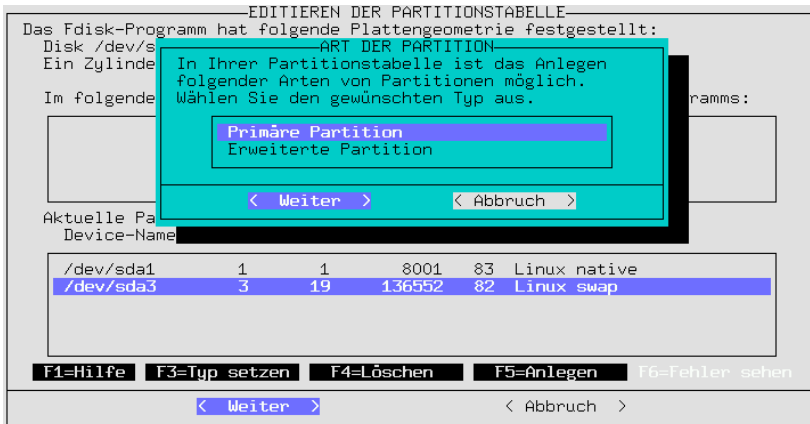 EDITIEREN DER PARTITIONSTABELLE
Das Fdisk-Programm hat folgende Plattengeometrie festgestellt:
Disk /dev/s
Ein Zylinde
Im folgende
ramms:
ART DER PARTITION
In Ihrer Partitionstabelle ist das Anlegen
folgender Arten von Partitionen möglich.
Wählen Sie den gewünschten Typ aus.
Primäre Partition
Erweiterte Partition
< Weiter > < Abbruch >
Aktuelle Pa
Device-Name
/dev/sda1 1 1 8001 83 Linux native
/dev/sda3 3 19 136552 82 Linux swap
F1=Hilfe F3=Typ setzen F4=Löschen F5=Anlegen F6=Fehler sehen
< Weiter > < Abbruch >